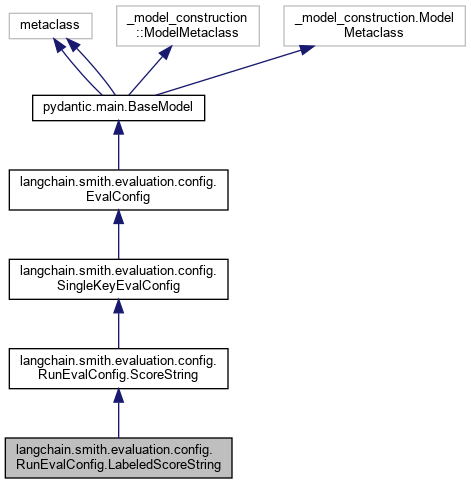 metaclass
_model_construction
::ModelMetaclass
_model_construction.Model
Metaclass
pydantic.main.BaseModel
langchain.smith.evaluation.config.
EvalConfig
langchain.smith.evaluation.config.
SingleKeyEvalConfig
langchain.smith.evaluation.config.
RunEvalConfig.ScoreString
langchain.smith.evaluation.config.
RunEvalConfig.LabeledScoreString